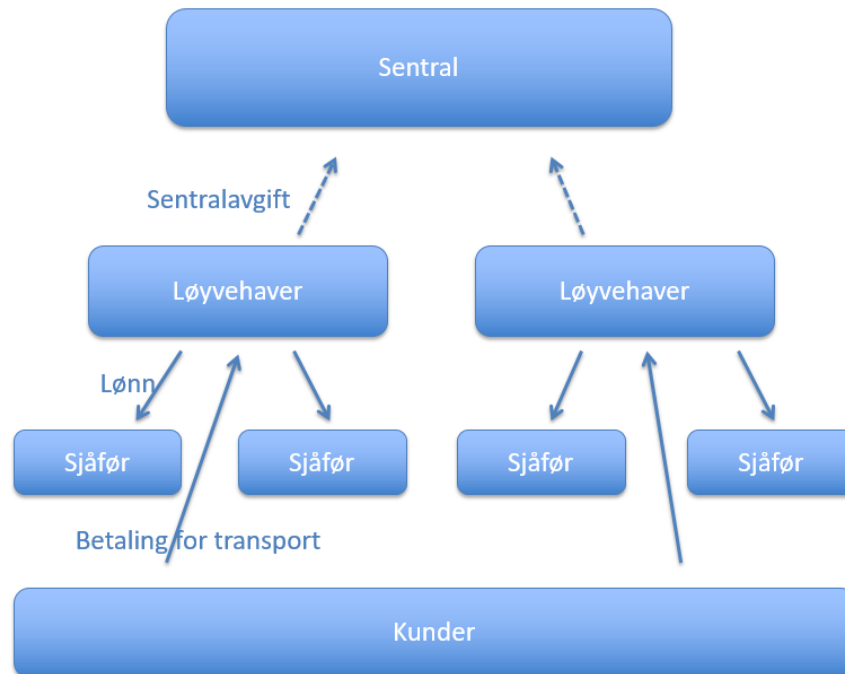 Sentral
Sentralavgift
Løyvehaver
Løyvehaver
Lønn
Sjåfør
Sjåfør
Sjåfør
Sjåfør
Betaling for transport
Kunder